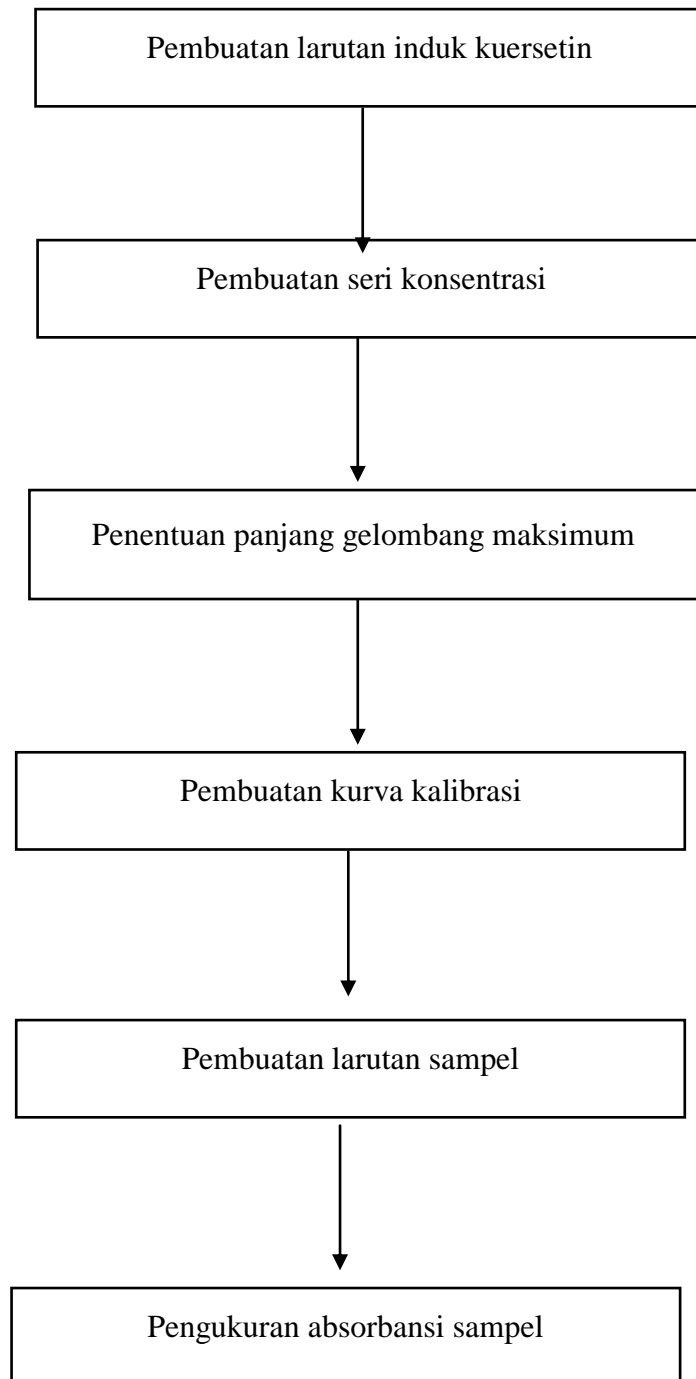 Pembuatan larutan induk kuersetin
Pembuatan seri konsentrasi
Penentuan panjang gelombang maksimum
Pembuatan kurva kalibrasi
Pembuatan larutan sampel
Pengukuran absorbansi sampel